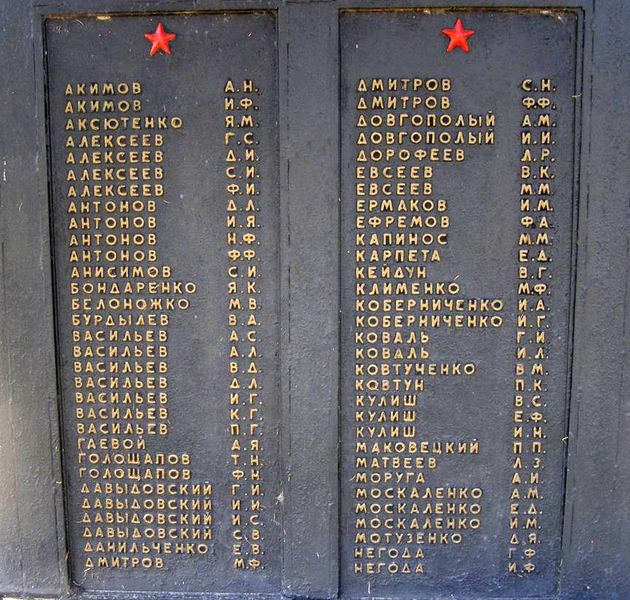 АКИМОВ А.Н.
АКИМОВ И.Ф.
АКСЮТЕНКО Я.М.
АЛЕКСЕЕВ Г.С.
АЛЕКСЕЕВ Д.И.
АЛЕКСЕЕВ С.И.
АЛЕКСЕЕВ Ф.И.
АНТОНОВ Д.Л.
АНТОНОВ И.Я.
АНТОНОВ Н.Ф.
АНТОНОВ Ф.Ф.
АНИСИМОВ С.И.
БОНДАРЕНКО Я.К.
БЕЛОНОЖКО М.В.
БУРДЫЛЕВ В.А.
ВАСИЛЬЕВ А.С.
ВАСИЛЬЕВ А.Л.
ВАСИЛЬЕВ В.Д.
ВАСИЛЬЕВ Д.Л.
ВАСИЛЬЕВ И.Г.
ВАСИЛЬЕВ К.Г.
ВАСИЛЬЕВ П.Г.
ГАЕВОЙ А.Я.
ГОЛОЩАПОВ Т.Н.
ГОЛОЩАПОВ Ф.Н.
ДАВЫДОВСКИЙ Г.И.
ДАВЫДОВСКИЙ И.И.
ДАВЫДОВСКИЙ И.С.
ДАВЫДОВСКИЙ С.В.
ДАНИЛЬЧЕНКО Е.В.
ДМИТРОВ М.Ф.
ДМИТРОВ С.Н.
ДМИТРОВ Ф.Ф.
ДОВГОПОЛЫЙ А.М.
ДОВГОПОЛЫЙ И.И.
ДОРОФЕЕВ Л.Р.
ЕВСЕЕВ В.К.
ЕВСЕЕВ М.М.
ЕРМАКОВ И.М.
ЕФРЕМОВ Ф.А.
КАПИНОС М.М.
КАРПЕТА Е.Д.
КЕЙДУН В.Г.
КЛИМЕНКО М.Ф.
КОБЕРНИЧЕНКО И.А.
КОБЕРНИЧЕНКО И.Г.
КОВАЛЬ Г.И.
КОВАЛЬ И.Л.
КОВТУЧЕНКО В.М.
КОВТУН П.К.
КУЛИШ В.С.
КУЛИШ Е.Ф.
КУЛИШ И.Н.
МАКОВЕЦКИЙ П.П.
МАТВЕЕВ Л.З.
МОРУГА А.И.
МОСКАЛЕНКО А.М.
МОСКАЛЕНКО Е.Д.
МОСКАЛЕНКО И.М.
МОТУЗЕНКО Д.Я.
НЕГОДА Г.Ф.
НЕГОДА И.Ф.